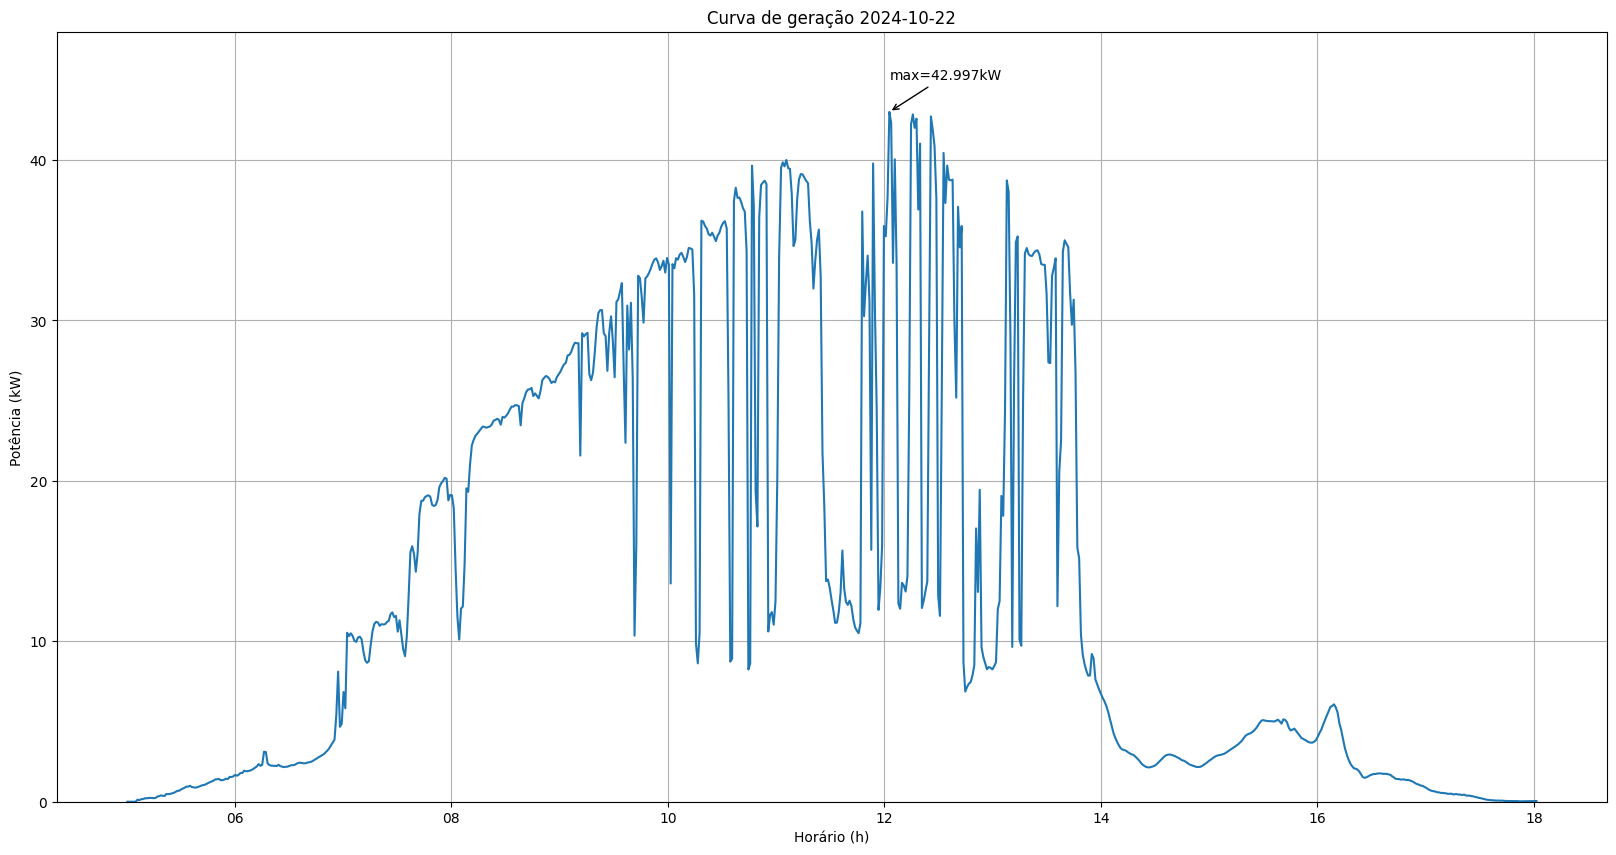 Curva de geração 2024-10-22
max=42.997kW
40
30
20
10
0
Potência (kW)
06 08 10 12 14 16 18
Horário (h)